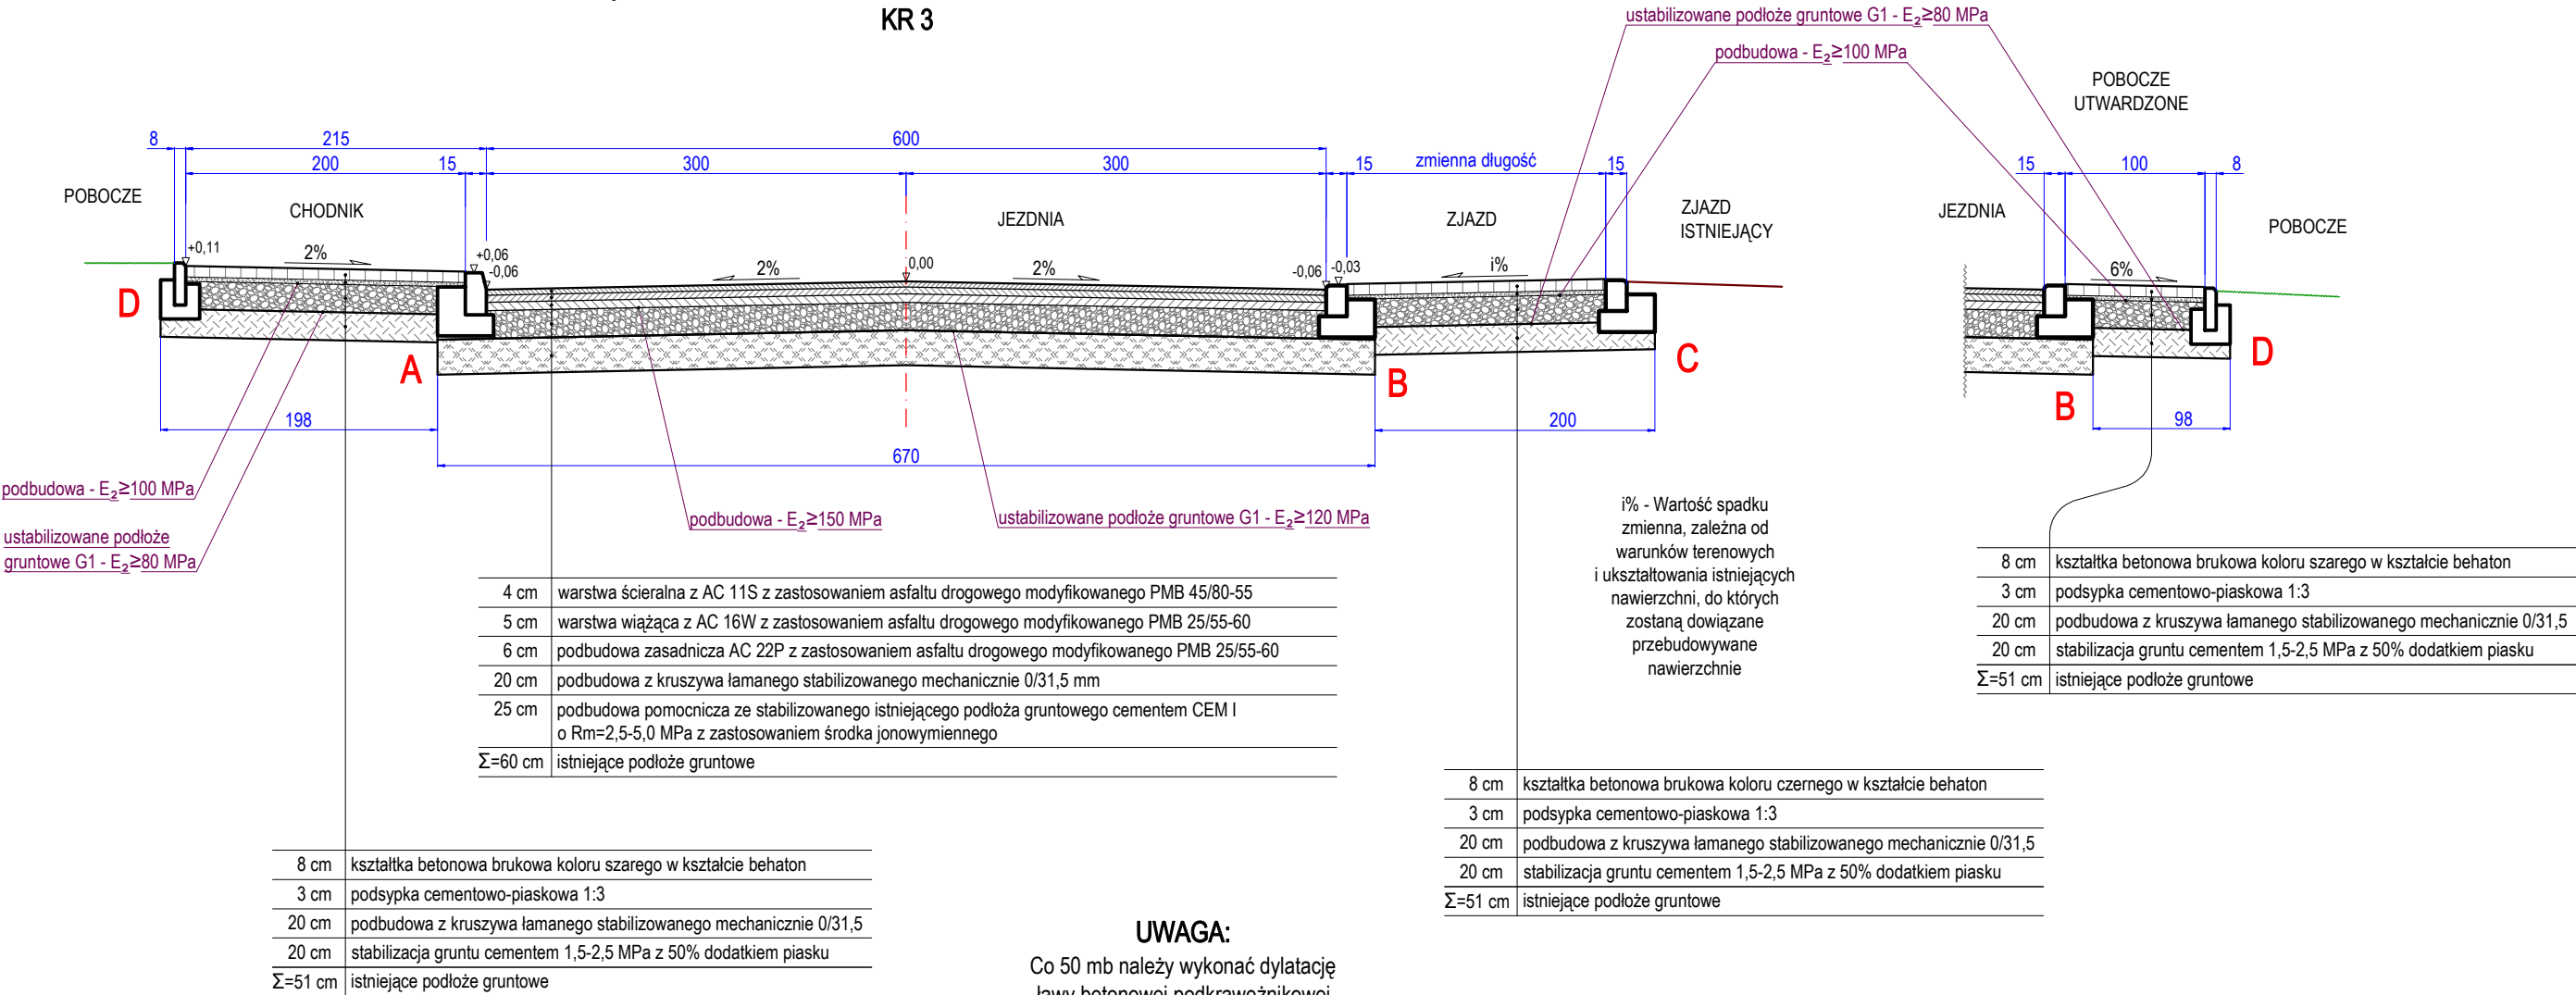 KR 3
ustabilizowane podłoże gruntowe G1 - E₂≥80 MPa
podbudowa - E₂≥100 MPa
POBOCZE
UTWARDZONE
8
215
600
200
15
300
300
15
zmienna długość
15
15
100
8
POBOCZE
CHODNIK
JEZDNIA
ZJAZD
ZJAZD
ISTNIEJĄCY
JEZDNIA
POBOCZE
+0,11
2%
+0,06
-0,06
2%
0,00
2%
-0,06
-0,03
i%
6%
D
A
B
C
B
D
198
670
200
98
podbudowa - E₂≥100 MPa
ustabilizowane podłoże
gruntowe G1 - E₂≥80 MPa
podbudowa - E₂≥150 MPa
ustabilizowane podłoże gruntowe G1 - E₂≥120 MPa
i% - Wartość spadku
zmienna, zależna od
warunków terenowych
i ukształtowania istniejących
nawierzchni, do których
zostaną dowiązane
przebudowywane
nawierzchnie
8 cm kształtka betonowa brukowa koloru szarego w kształcie behaton
3 cm podsypka cementowo-piaskowa 1:3
20 cm podbudowa z kruszywa łamanego stabilizowanego mechanicznie 0/31,5
20 cm stabilizacja gruntu cementem 1,5-2,5 MPa z 50% dodatkiem piasku
Σ=51 cm istniejące podłoże gruntowe
4 cm warstwa ścieralna z AC 11S z zastosowaniem asfaltu drogowego modyfikowanego PMB 45/80-55
5 cm warstwa wiążąca z AC 16W z zastosowaniem asfaltu drogowego modyfikowanego PMB 25/55-60
6 cm podbudowa zasadnicza AC 22P z zastosowaniem asfaltu drogowego modyfikowanego PMB 25/55-60
20 cm podbudowa z kruszywa łamanego stabilizowanego mechanicznie 0/31,5 mm
25 cm podbudowa pomocnicza ze stabilizowanego istniejącego podłoża gruntowego cementem CEM I
o Rm=2,5-5,0 MPa z zastosowaniem środka jonowymiennego
Σ=60 cm istniejące podłoże gruntowe
8 cm kształtka betonowa brukowa koloru czernego w kształcie behaton
3 cm podsypka cementowo-piaskowa 1:3
20 cm podbudowa z kruszywa łamanego stabilizowanego mechanicznie 0/31,5
20 cm stabilizacja gruntu cementem 1,5-2,5 MPa z 50% dodatkiem piasku
Σ=51 cm istniejące podłoże gruntowe
8 cm kształtka betonowa brukowa koloru szarego w kształcie behaton
3 cm podsypka cementowo-piaskowa 1:3
20 cm podbudowa z kruszywa łamanego stabilizowanego mechanicznie 0/31,5
20 cm stabilizacja gruntu cementem 1,5-2,5 MPa z 50% dodatkiem piasku
Σ=51 cm istniejące podłoże gruntowe
UWAGA:
Co 50 mb należy wykonać dylatację
ławy betonowej podkrawężnikowej